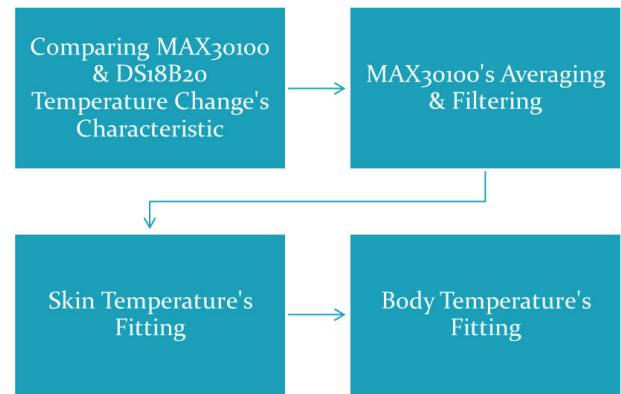 Comparing MAX30100
& DS18B20
Temperature Change's
Characteristic
MAX30100's Averaging
& Filtering
Skin Temperature's
Fitting
Body Temperature's
Fitting